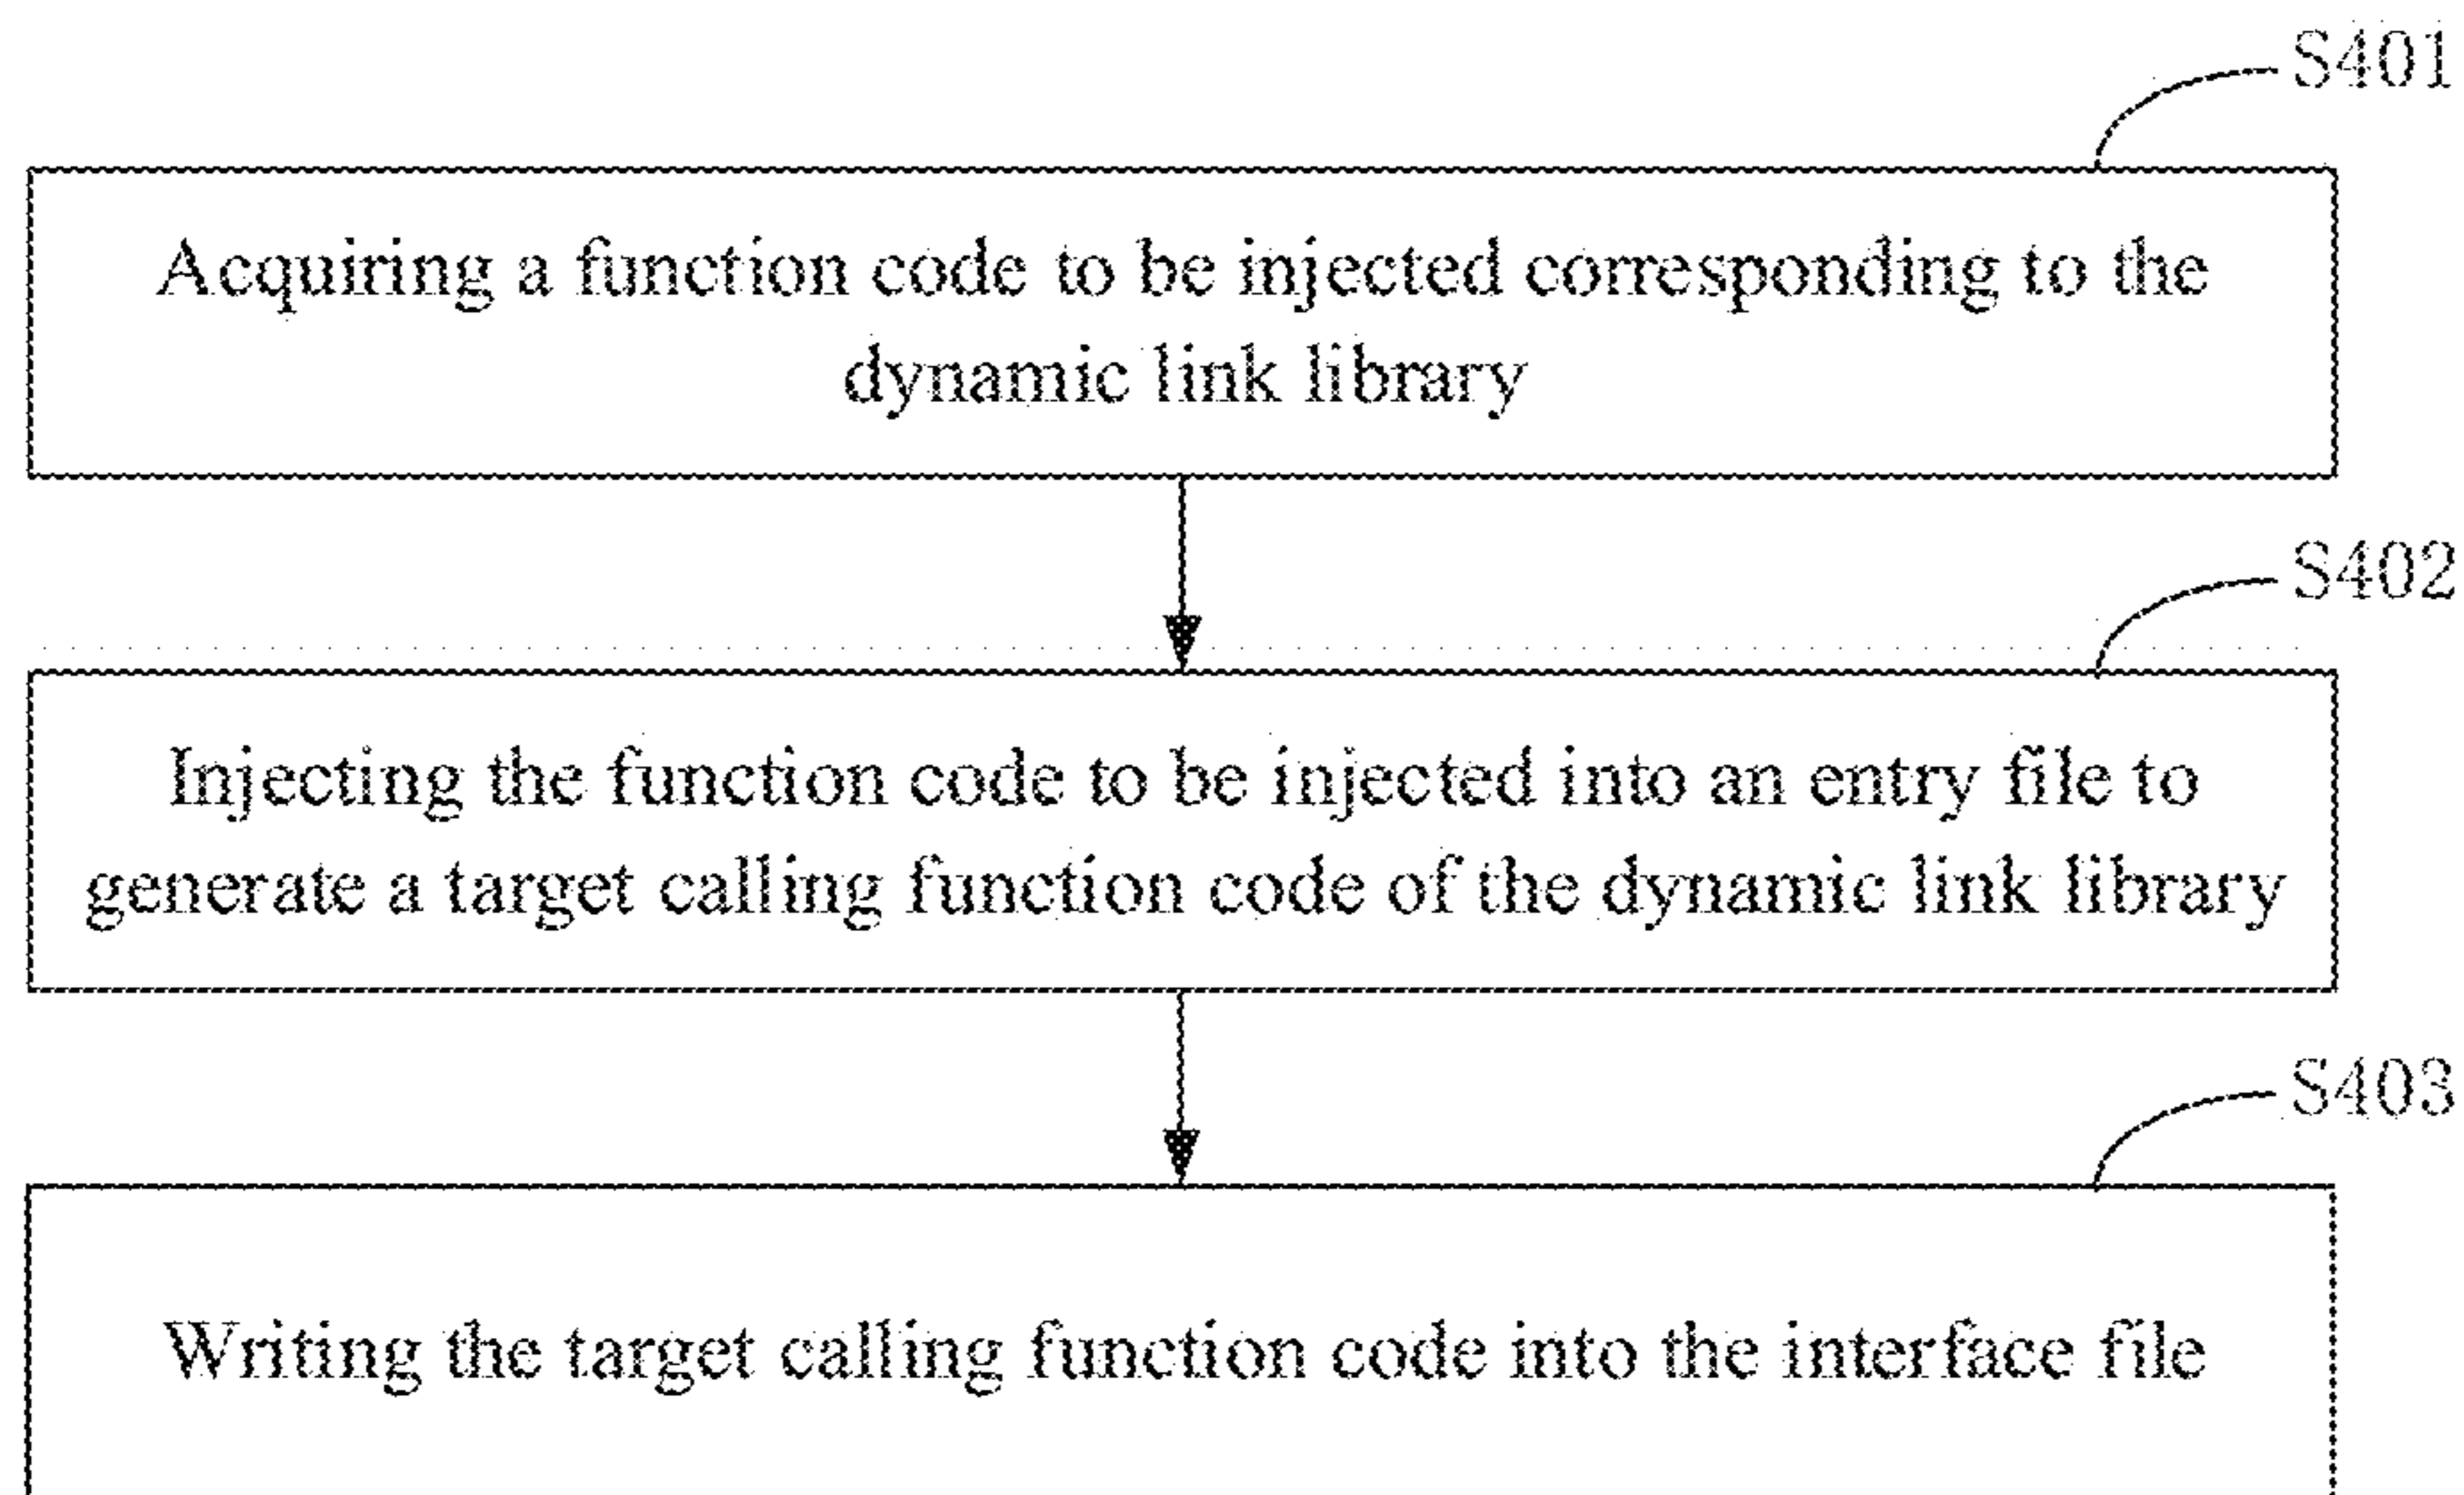 S401
Acquiring a function code to be injected corresponding to the
dynamic link library
S402
Injecting the function code to be injected into an entry file to
generate a target calling function code of the dynamic link library
S403
Writing the target calling function code into the interface file